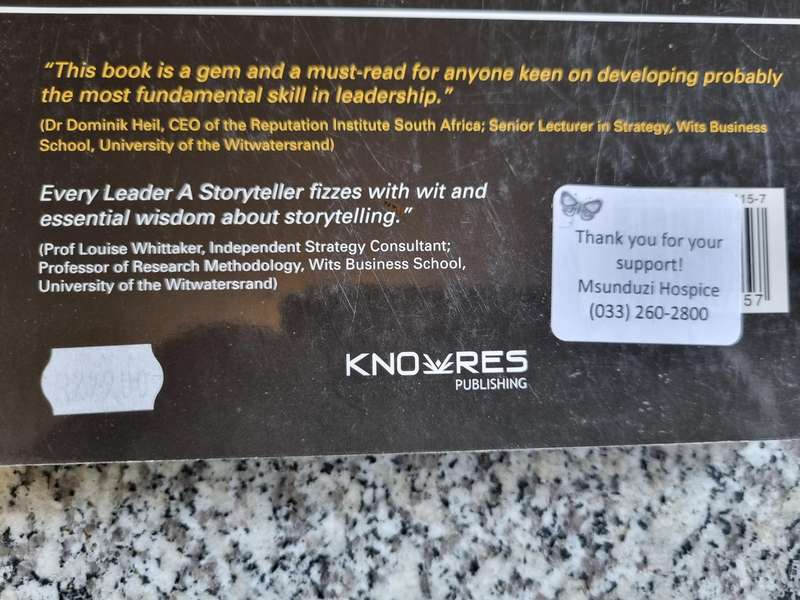 “This book is a gem and a must-read for anyone keen on developing probably
the most fundamental skill in leadership.”
(Dr Dominik Heil, CEO of the Reputation Institute South Africa; Senior Lecturer in Strategy, Wits Business
School, University of the Witwatersrand)
Every Leader A Storyteller fizzes with wit and
essential wisdom about storytelling.”
(Prof Louise Whittaker, Independent Strategy Consultant;
Professor of Research Methodology, Wits Business School,
University of the Witwatersrand)
15-7
57
Thank you for your
support!
Msunduzi Hospice
(033) 260-2800
KNOWRES
PUBLISHING